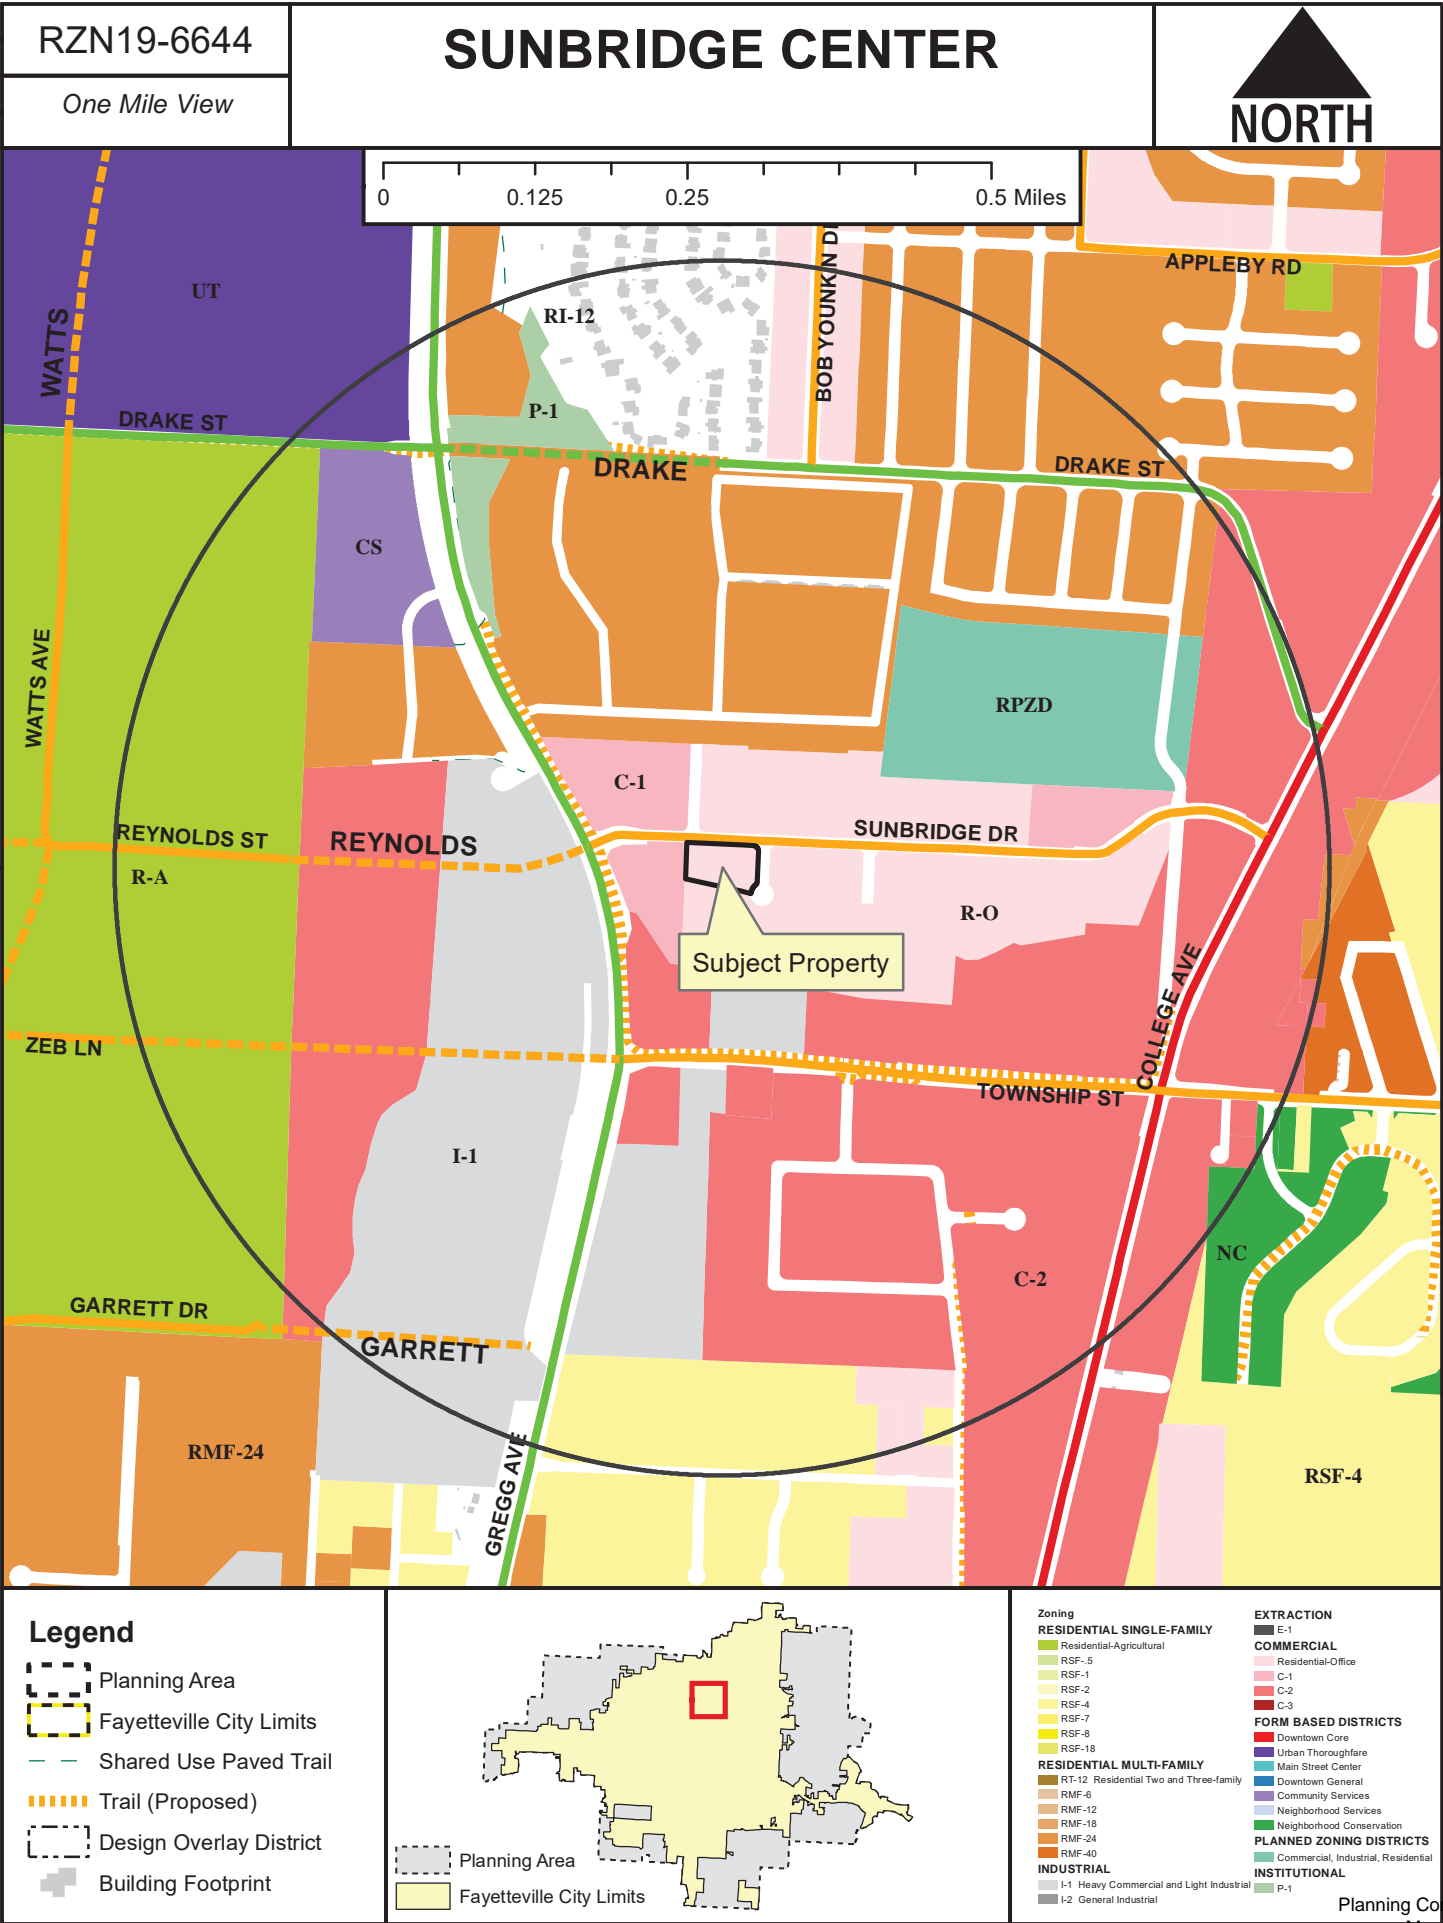 RZN19-6644
One Mile View
SUNBRIDGE CENTER
NORTH
0 0.125 0.25 0.5 Miles
UT
WATTS
DRAKE ST
RI-12
P-1
BOB YOUNKIN
APPLEBY RD
DRAKE
DRAKE ST
CS
WATTS AVE
RPZD
C-1
REYNOLDS ST
REYNOLDS
SUNBRIDGE DR
R-A
R-O
Subject Property
COLLEGE AVE
ZEB LN
TOWNSHIP ST
I-1
NC
C-2
GARRETT DR
GARRETT
RMF-24
GREGG AVE
RSF-4
Legend
Planning Area
Fayetteville City Limits
Shared Use Paved Trail
Trail (Proposed)
Design Overlay District
Building Footprint
Planning Area
Fayetteville City Limits
Zoning
RESIDENTIAL SINGLE-FAMILY
Residential-Agricultural
RSF-.5
RSF-1
RSF-2
RSF-4
RSF-7
RSF-8
RSF-18
RESIDENTIAL MULTI-FAMILY
RT-12 Residential Two and Three-family
RMF-6
RMF-12
RMF-18
RMF-24
RMF-40
INDUSTRIAL
I-1 Heavy Commercial and Light Industrial
I-2 General Industrial
EXTRACTION
E-1
COMMERCIAL
Residential-Office
C-1
C-2
C-3
FORM BASED DISTRICTS
Downtown Core
Urban Thoroughfare
Main Street Center
Downtown General
Community Services
Neighborhood Services
Neighborhood Conservation
PLANNED ZONING DISTRICTS
Commercial, Industrial, Residential
INSTITUTIONAL
P-1
Planning Co